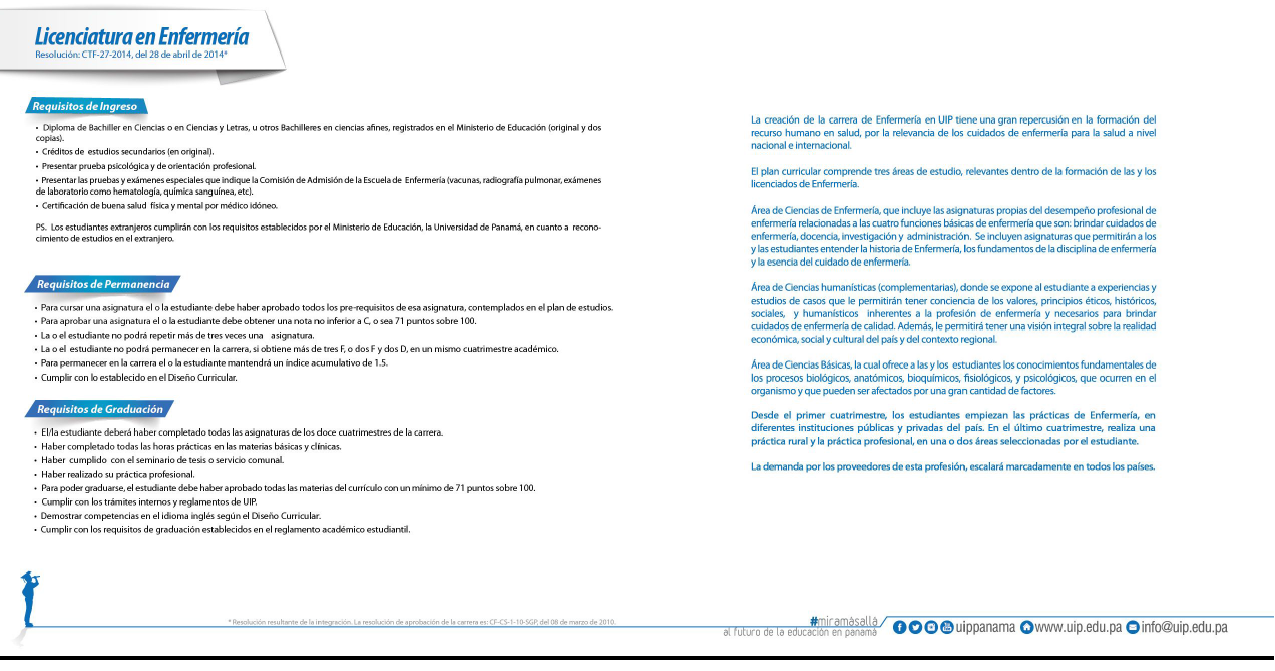 Licenciatura en Enfermería
Resolución: CTF-27-2014, del 28 de abril de 2014*
Requisitos de Ingreso
• Diploma de Bachiller en Ciencias o en Ciencias y Letras, u otros Bachilleres en ciencias afines, registrados en el Ministerio de Educación (original y dos
copias).
• Créditos de estudios secundarios (en original).
• Presentar prueba psicológica y de orientación profesional.
• Presentar las pruebas y exámenes especiales que indique la Comisión de Admisión de la Escuela de Enfermería (vacunas, radiografía pulmonar, exámenes
de laboratorio como hematología, química sanguínea, etc).
• Certificación de buena salud física y mental por médico idóneo.
PS. Los estudiantes extranjeros cumplirán con los requisitos establecidos por el Ministerio de Educación, la Universidad de Panamá, en cuanto a recono-
cimiento de estudios en el extranjero.
Requisitos de Permanencia
• Para cursar una asignatura el o la estudiante debe haber aprobado todos los pre-requisitos de esa asignatura, contemplados en el plan de estudios.
• Para aprobar una asignatura el o la estudiante debe obtener una nota no inferior a C, o sea 71 puntos sobre 100.
• La o el estudiante no podrá repetir más de tres veces una asignatura.
• La o el estudiante no podrá permanecer en la carrera, si obtiene más de tres F, o dos F y dos D, en un mismo cuatrimestre académico.
• Para permanecer en la carrera el o la estudiante mantendrá un índice acumulativo de 1.5.
• Cumplir con lo establecido en el Diseño Curricular.
Requisitos de Graduación
• El/la estudiante deberá haber completado todas las asignaturas de los doce cuatrimestres de la carrera.
• Haber completado todas las horas prácticas en las materias básicas y clínicas.
• Haber cumplido con el seminario de tesis o servicio comunal.
• Haber realizado su práctica profesional.
• Para poder graduarse, el estudiante debe haber aprobado todas las materias del currículo con un mínimo de 71 puntos sobre 100.
• Cumplir con los trámites internos y reglamentos de UIP.
• Demostrar competencias en el idioma inglés según el Diseño Curricular.
• Cumplir con los requisitos de graduación establecidos en el reglamento académico estudiantil.
La creación de la carrera de Enfermería en UIP tiene una gran repercusión en la formación del
recurso humano en salud, por la relevancia de los cuidados de enfermería para la salud a nivel
nacional e internacional.
El plan curricular comprende tres áreas de estudio, relevantes dentro de la formación de las y los
licenciados de Enfermería.
Área de Ciencias de Enfermería, que incluye las asignaturas propias del desempeño profesional de
enfermería relacionadas a las cuatro funciones básicas de enfermería que son: brindar cuidados de
enfermería, docencia, investigación y administración. Se incluyen asignaturas que permitirán a los
y las estudiantes entender la historia de Enfermería, los fundamentos de la disciplina de enfermería
y la esencia del cuidado de enfermería.
Área de Ciencias humanísticas (complementarias), donde se expone al estudiante a experiencias y
estudios de casos que le permitirán tener conciencia de los valores, principios éticos, históricos,
sociales, y humanísticos inherentes a la profesión de enfermería y necesarios para brindar
cuidados de enfermería de calidad. Además, le permitirá tener una visión integral sobre la realidad
económica, social y cultural del país y del contexto regional.
Área de Ciencias Básicas, la cual ofrece a las y los estudiantes los conocimientos fundamentales de
los procesos biológicos, anatómicos, bioquímicos, fisiológicos, y psicológicos, que ocurren en el
organismo y que pueden ser afectados por una gran cantidad de factores.
Desde el primer cuatrimestre, los estudiantes empiezan las prácticas de Enfermería, en
diferentes instituciones públicas y privadas del país. En el último cuatrimestre, realiza una
práctica rural y la práctica profesional, en una o dos áreas seleccionadas por el estudiante.
La demanda por los proveedores de esta profesión, escalará marcadamente en todos los países.
* Resolución resultante de la integración. La resolución de aprobación de la carrera es: CF-CS-1-10-SGP, del 08 de marzo de 2010.
#miramásallá
al futuro de la educación en panamá
uippanama www.uip.edu.pa info@uip.edu.pa